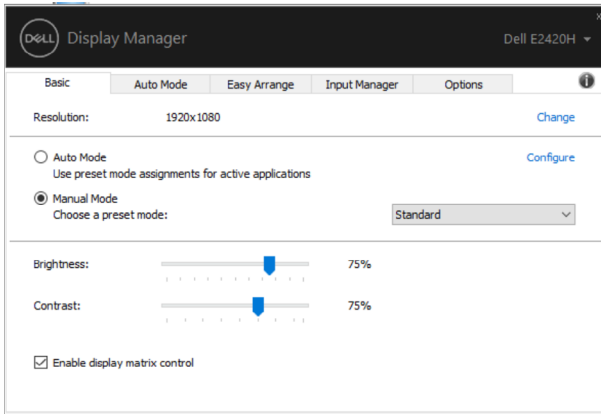 DELL Display Manager
Dell E2420H
Basic Auto Mode Easy Arrange Input Manager Options
Resolution: 1920x1080 Change
Auto Mode Configure
Use preset mode assignments for active applications
Manual Mode
Choose a preset mode: Standard
Brightness: 75%
Contrast: 75%
Enable display matrix control